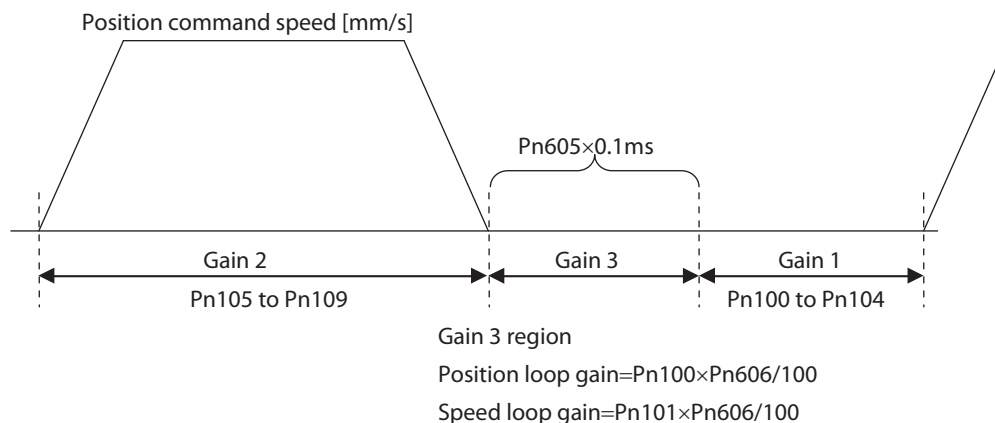 Position command speed [mm/s]
Pn605×0.1ms
Gain 2
Gain 3
Gain 1
Pn105 to Pn109
Pn100 to Pn104
Gain 3 region
Position loop gain=Pn100×Pn606/100
Speed loop gain=Pn101×Pn606/100